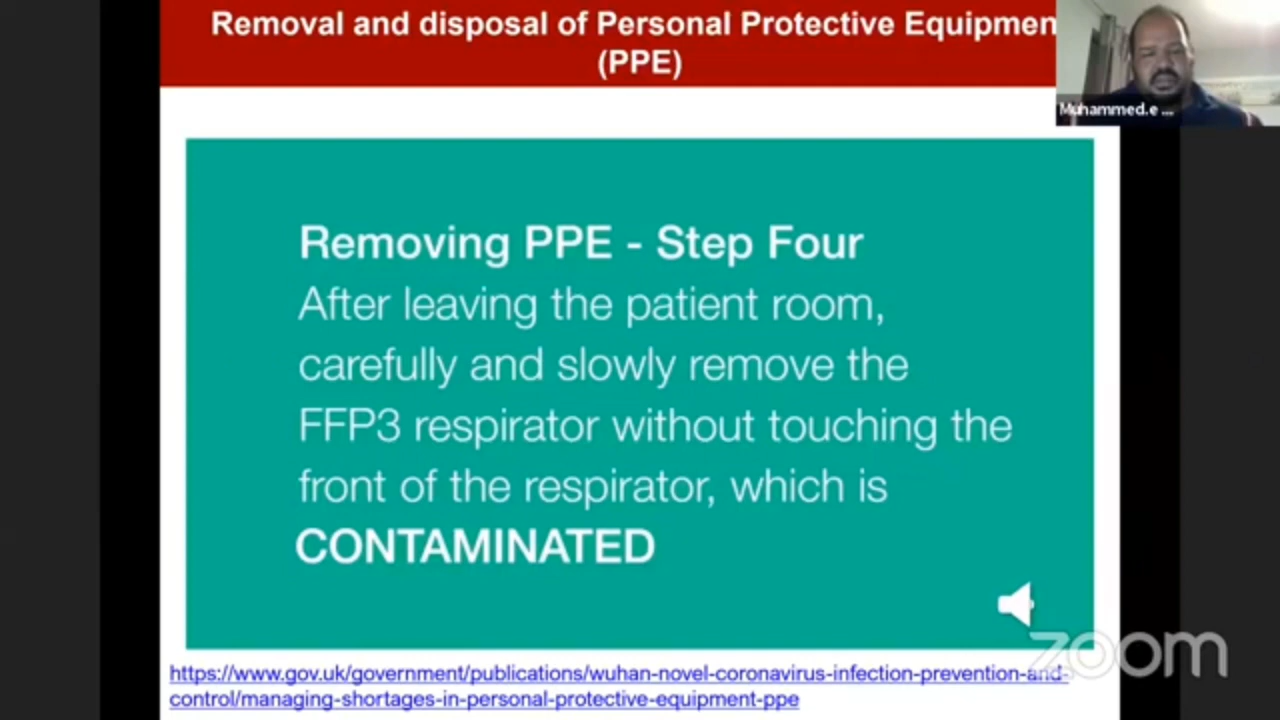 Removal and disposal of Personal Protective Equipmen
(PPE)
Muhammed.e ...
Removing PPE - Step Four
After leaving the patient room,
carefully and slowly remove the
FFP3 respirator without touching the
front of the respirator, which is
CONTAMINATED
zoom
https://www.gov.uk/government/publications/wuhan-novel-coronavirus-infection-prevention-and-
control/managing-shortages-in-personal-protective-equipment-ppe